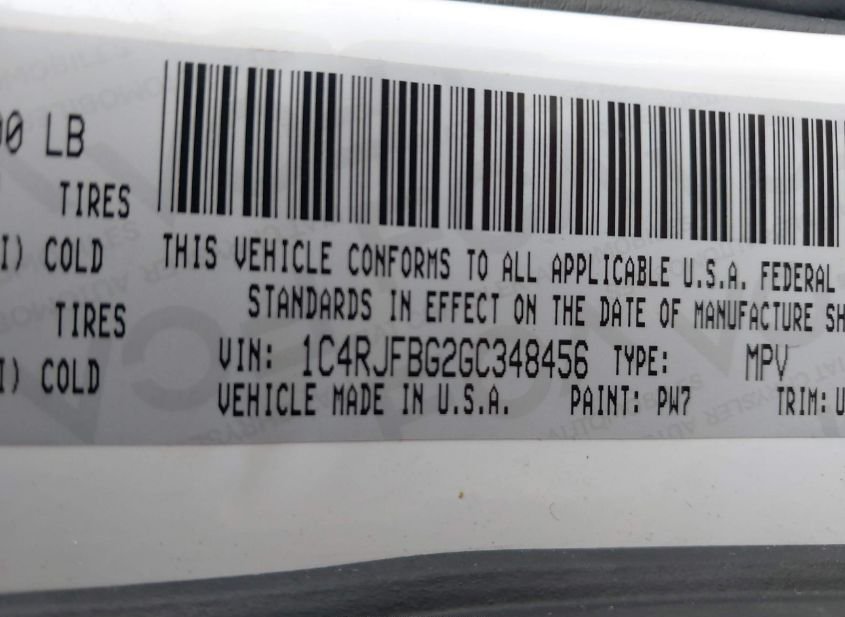 00 LB
TIRES
I) COLD
TIRES
I) COLD
THIS VEHICLE CONFORMS TO ALL APPLICABLE U.S.A. FEDERAL
STANDARDS IN EFFECT ON THE DATE OF MANUFACTURE SH
VIN: 1C4RJFBG2GC348456 TYPE: MPV
VEHICLE MADE IN U.S.A. PAINT: PW7 TRIM: U